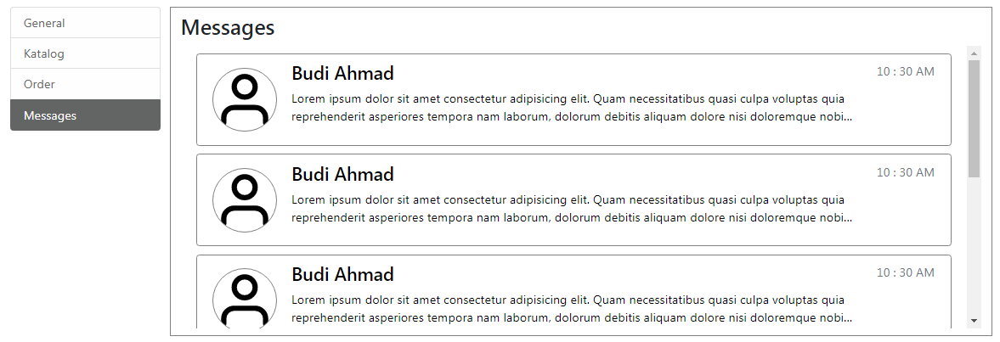 General
Katalog
Order
Messages
Messages
Budi Ahmad
10 : 30 AM
Lorem ipsum dolor sit amet consectetur adipisicing elit. Quam necessitatibus quasi culpa voluptas quia
reprehenderit asperiores tempora nam laborum, dolorum debitis aliquam dolore nisi doloremque nobi...
Budi Ahmad
10 : 30 AM
Lorem ipsum dolor sit amet consectetur adipisicing elit. Quam necessitatibus quasi culpa voluptas quia
reprehenderit asperiores tempora nam laborum, dolorum debitis aliquam dolore nisi doloremque nobi...
Budi Ahmad
10 : 30 AM
Lorem ipsum dolor sit amet consectetur adipisicing elit. Quam necessitatibus quasi culpa voluptas quia
reprehenderit asperiores tempora nam laborum, dolorum debitis aliquam dolore nisi doloremque nobi...